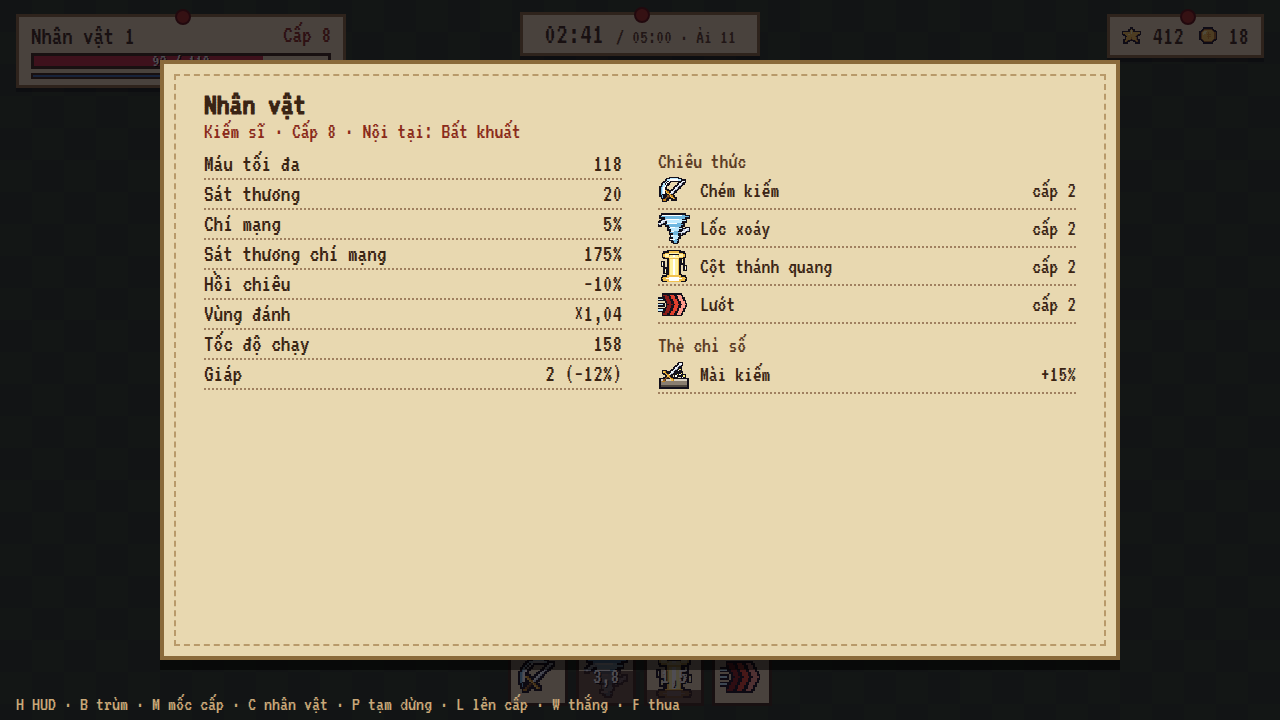 Nhân vật 1
Cấp 8
02:41 / 05:00 · Ải 11
412 18
Nhân vật
Kiếm sĩ · Cấp 8 · Nội tại: Bất khuất
Máu tối đa 118
Sát thương 20
Chí mạng 5%
Sát thương chí mạng 175%
Hồi chiêu -10%
Vùng đánh x1,04
Tốc độ chạy 158
Giáp 2 (-12%)
Chiêu thức
Chém kiếm cấp 2
Lốc xoáy cấp 2
Cột thánh quang cấp 2
Lướt cấp 2
Thẻ chỉ số
Mài kiếm +15%
3,8
H HUD · B trùm · M mốc cấp · C nhân vật · P tạm dừng · L lên cấp · W thắng · F thua